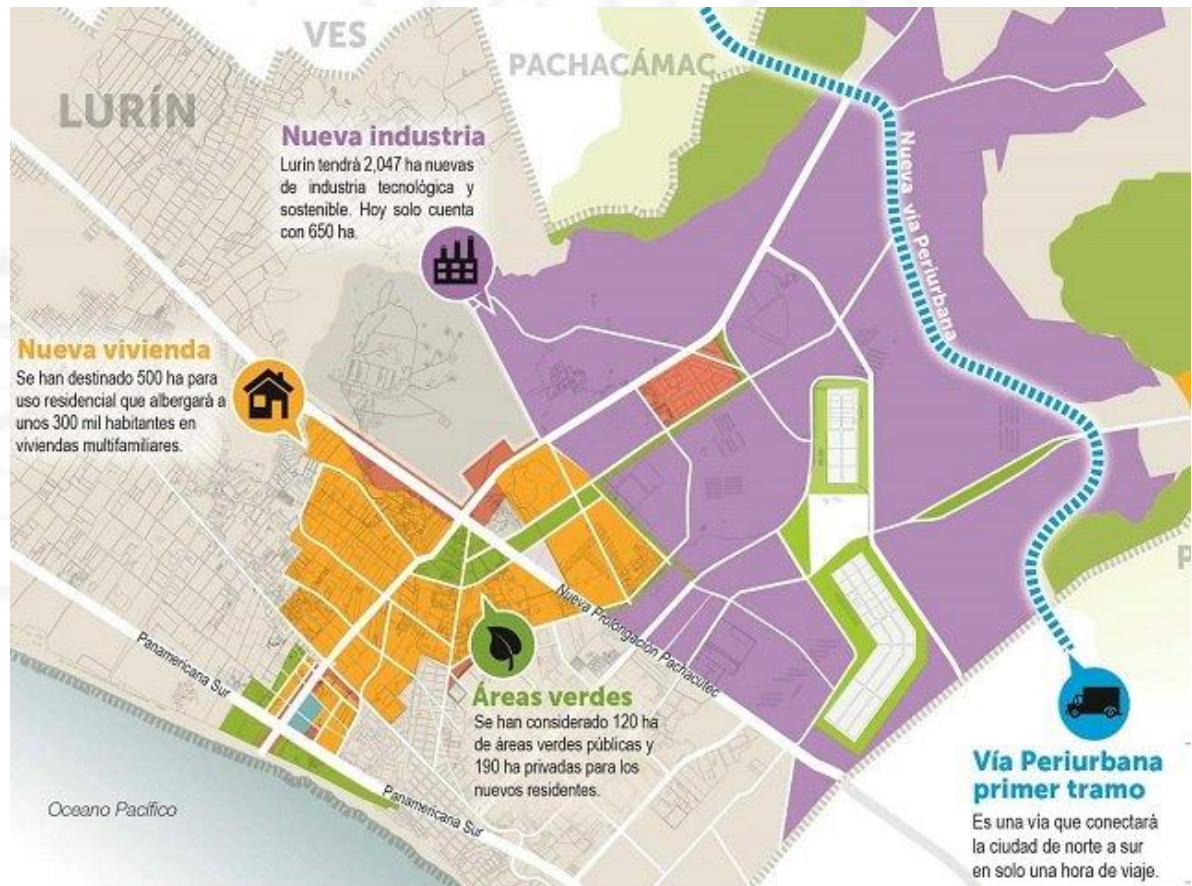 VES
PACHACÁMAC
LURÍN
Nueva industria
Lurin tendrá 2,047 ha nuevas
de industria tecnológica y
sostenible. Hoy solo cuenta
con 650 ha.
Nueva vía Periurbana
Nueva vivienda
Se han destinado 500 ha para
uso residencial que albergará a
unos 300 mil habitantes en
viviendas multifamiliares.
P
Nueva Prolongación Pachacútec
Panamericana Sur
Áreas verdes
Se han considerado 120 ha
de áreas verdes públicas y
190 ha privadas para los
nuevos residentes.
Panamericana Sur
Oceano Pacífico
Vía Periurbana
primer tramo
Es una via que conectará
la ciudad de norte a sur
en solo una hora de viaje.